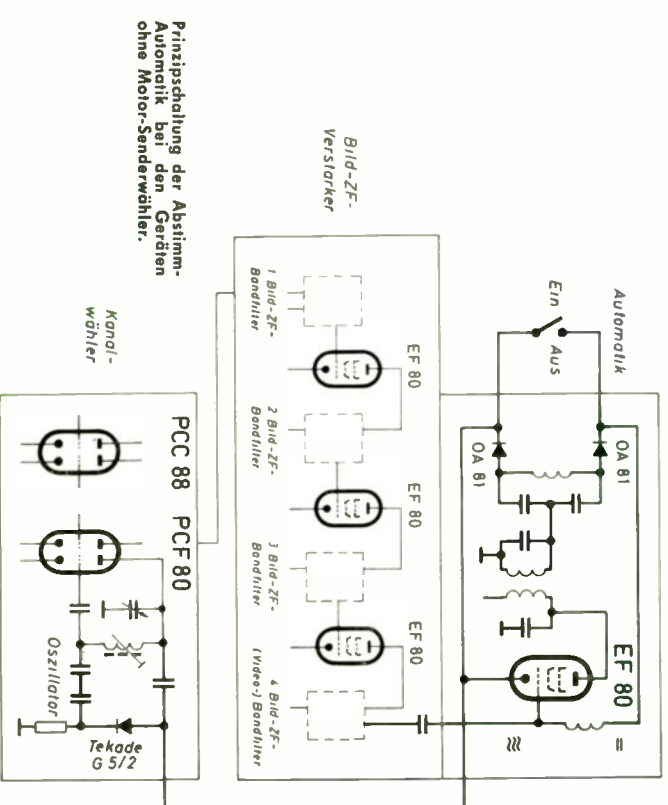 Prinzipschaltung der Abstimm-
Automatik bei den Geräten
ohne Motor-Senderwähler.
Automatik
Ein
Aus
OA 81
OA 81
EF 80
Bild-ZF-
Verstarker
EF 80
EF 80
EF 80
1 Bild-ZF-
Bandfilter
2 Bild-ZF-
Bandfilter
3 Bild-ZF-
Bandfilter
4 Bild-ZF-
(Video-) Bandfilter
Kanal-
wähler
PCC 88
PCF 80
Oszillator
Tekade
G 5/2